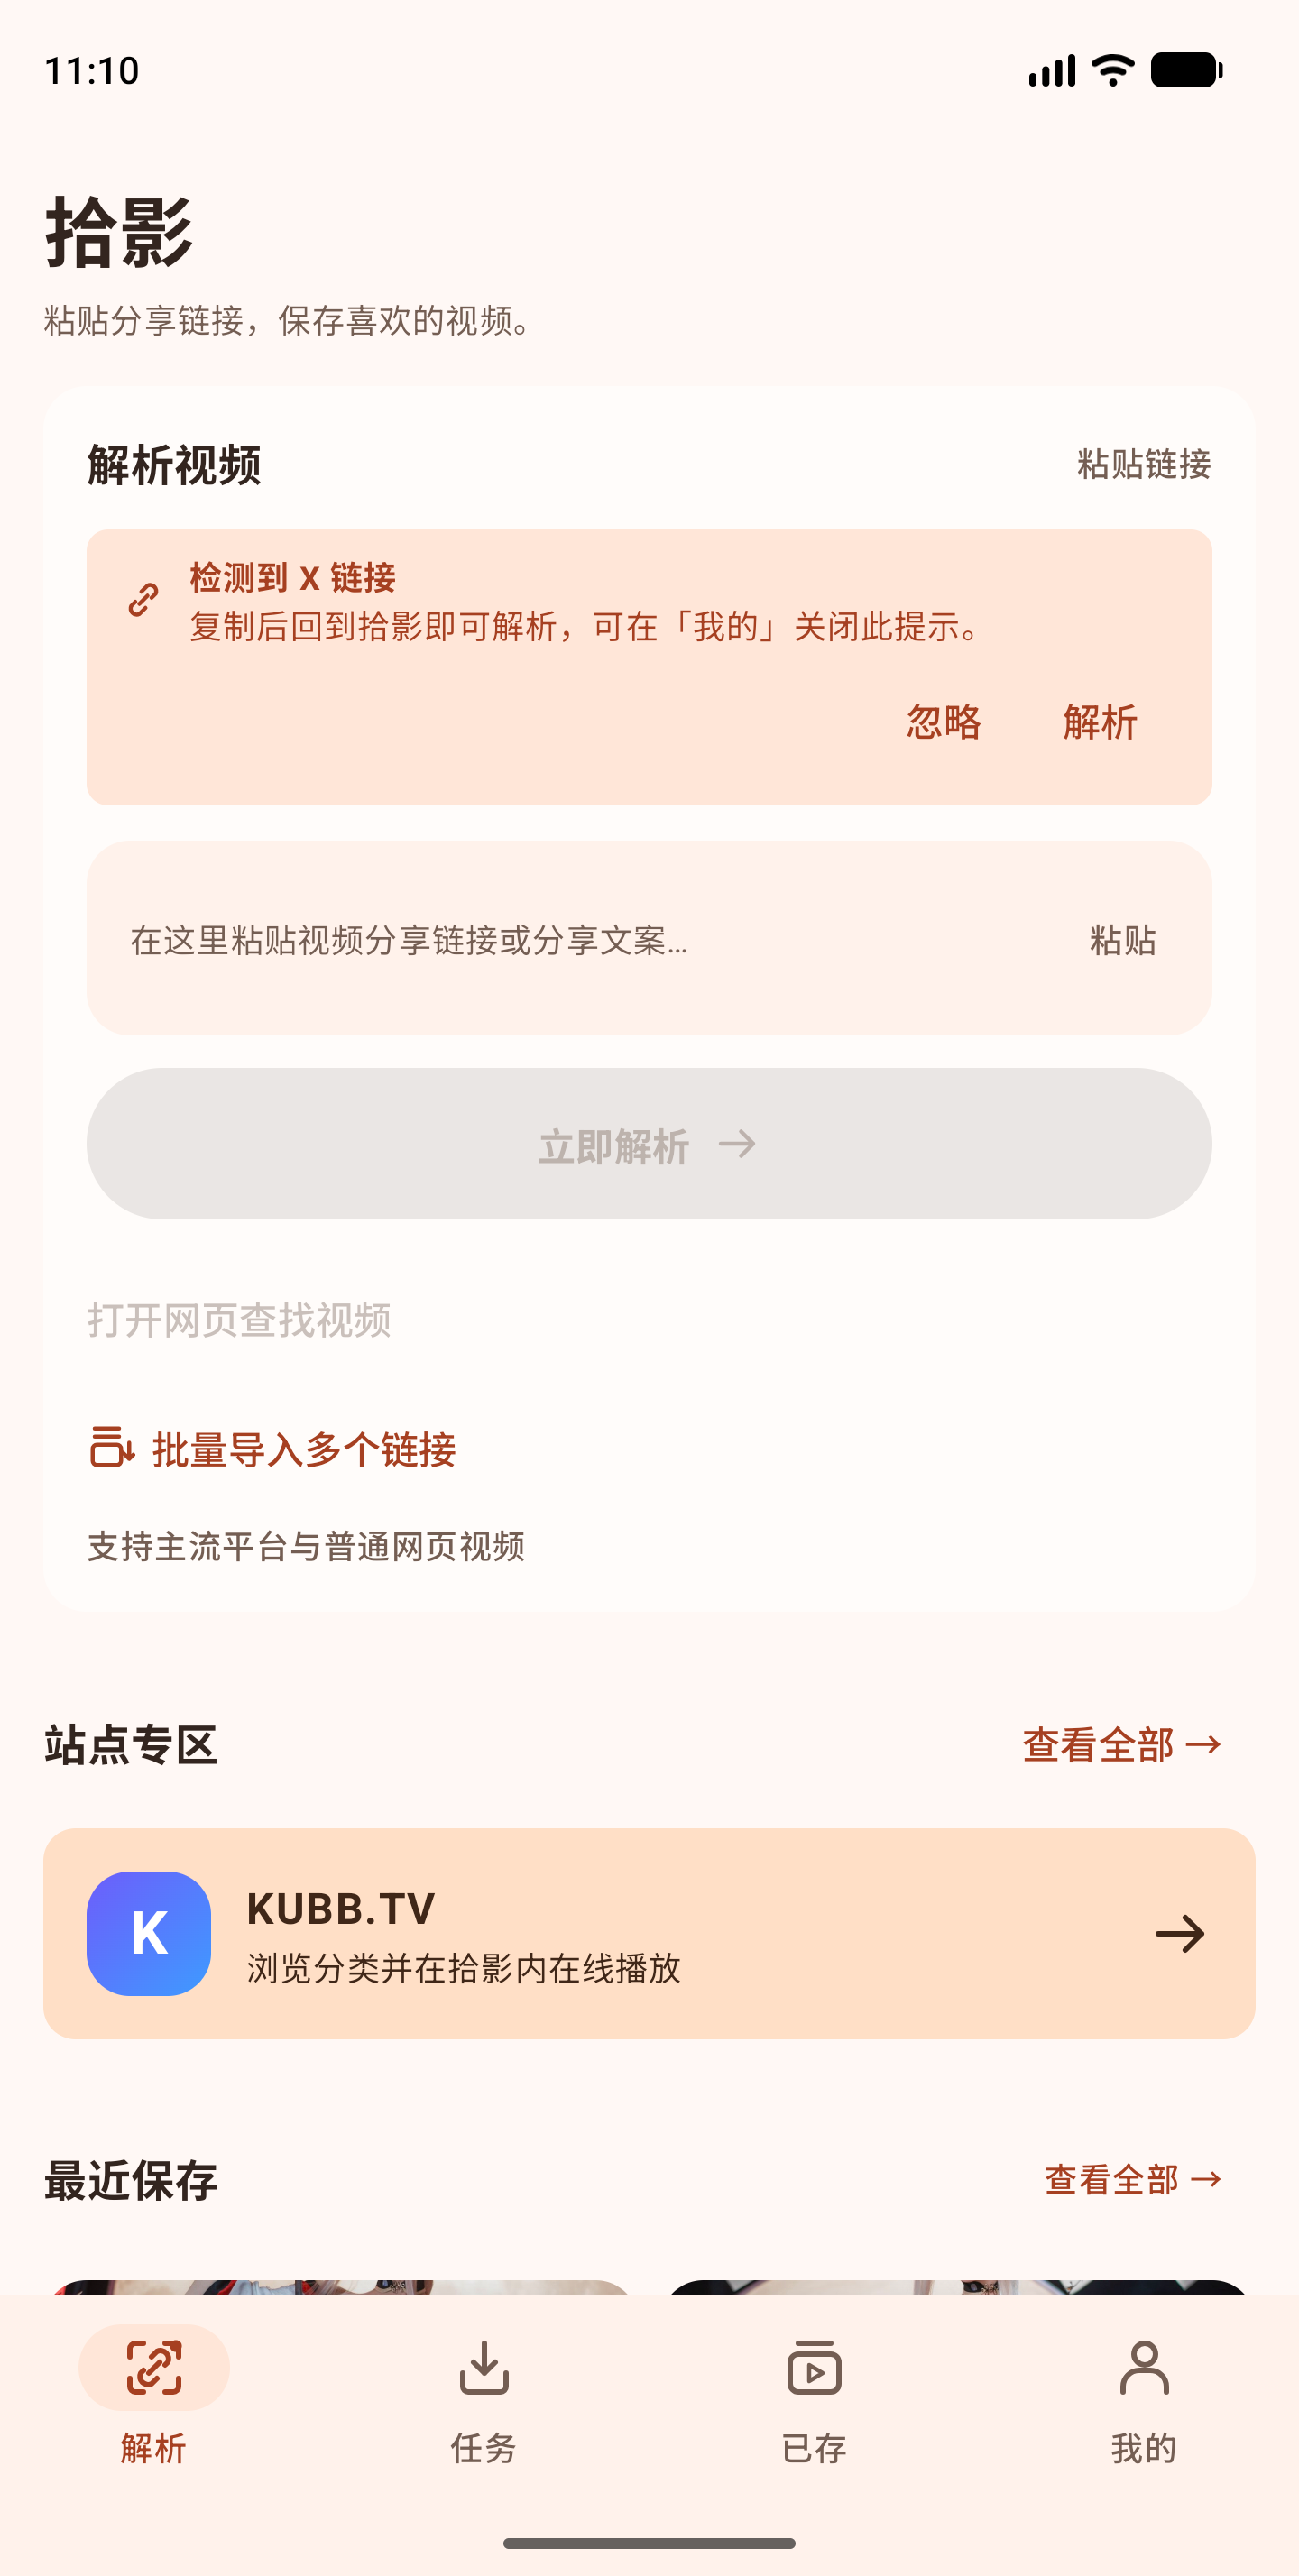 11:10
拾影
粘贴分享链接，保存喜欢的视频。
解析视频
粘贴链接
检测到 X 链接
复制后回到拾影即可解析，可在「我的」关闭此提示。
忽略
解析
在这里粘贴视频分享链接或分享文案...
粘贴
立即解析 →
打开网页查找视频
批量导入多个链接
支持主流平台与普通网页视频
站点专区
查看全部 →
K
KUBB.TV
浏览分类并在拾影内在线播放
最近保存
查看全部 →
解析
任务
已存
我的